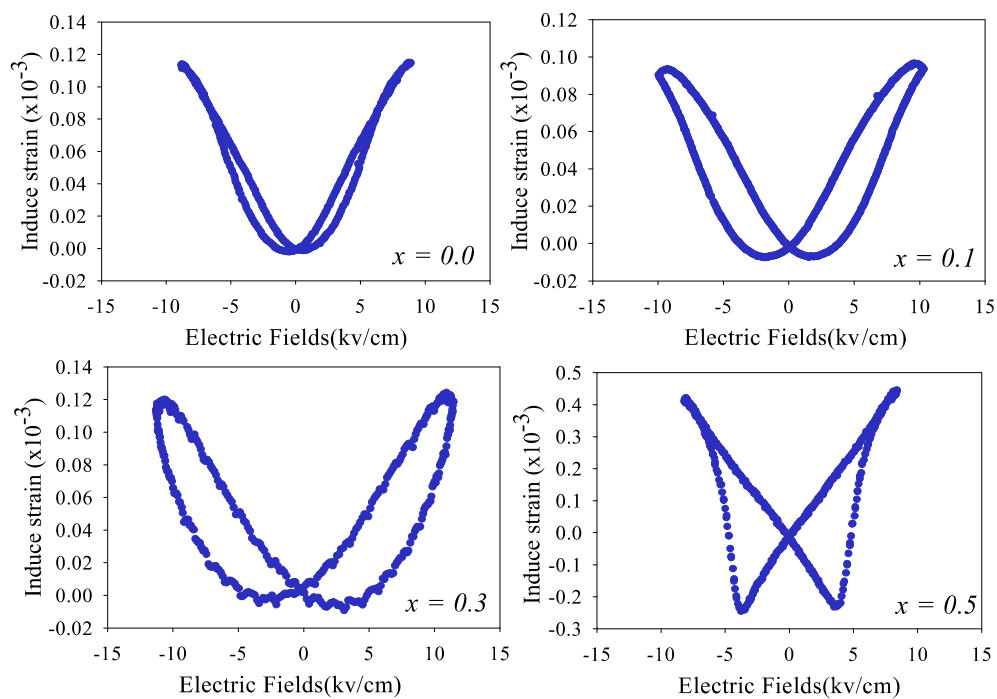 0.14
0.12
0.10
0.08
0.06
0.04
0.02
0.00
-0.02
Induce strain (x10-3)
x = 0.0
-15 -10 -5 0 5 10 15
Electric Fields(kv/cm)
0.12
0.10
0.08
0.06
0.04
0.02
0.00
-0.02
Induce strain (x10-3)
x = 0.1
-15 -10 -5 0 5 10 15
Electric Fields(kv/cm)
0.14
0.12
0.10
0.08
0.06
0.04
0.02
0.00
-0.02
Induce strain (x10-3)
x = 0.3
-15 -10 -5 0 5 10 15
Electric Fields(kv/cm)
0.5
0.4
0.3
0.2
0.1
0.0
-0.1
-0.2
-0.3
Induce strain (x10-3)
x = 0.5
-15 -10 -5 0 5 10 15
Electric Fields(kv/cm)